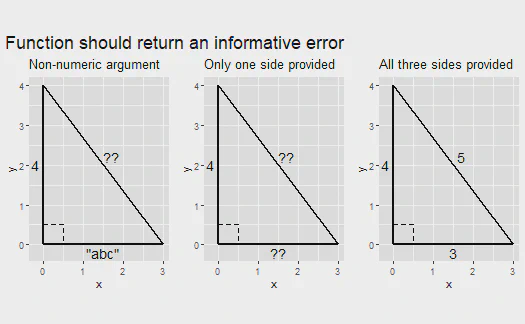 Function should return an informative error
Non-numeric argument
4
3
2
1
0
y
4
??
"abc"
0 1 2 3
x
Only one side provided
4
3
2
1
0
y
4
??
??
0 1 2 3
x
All three sides provided
4
3
2
1
0
y
4
5
3
0 1 2 3
x